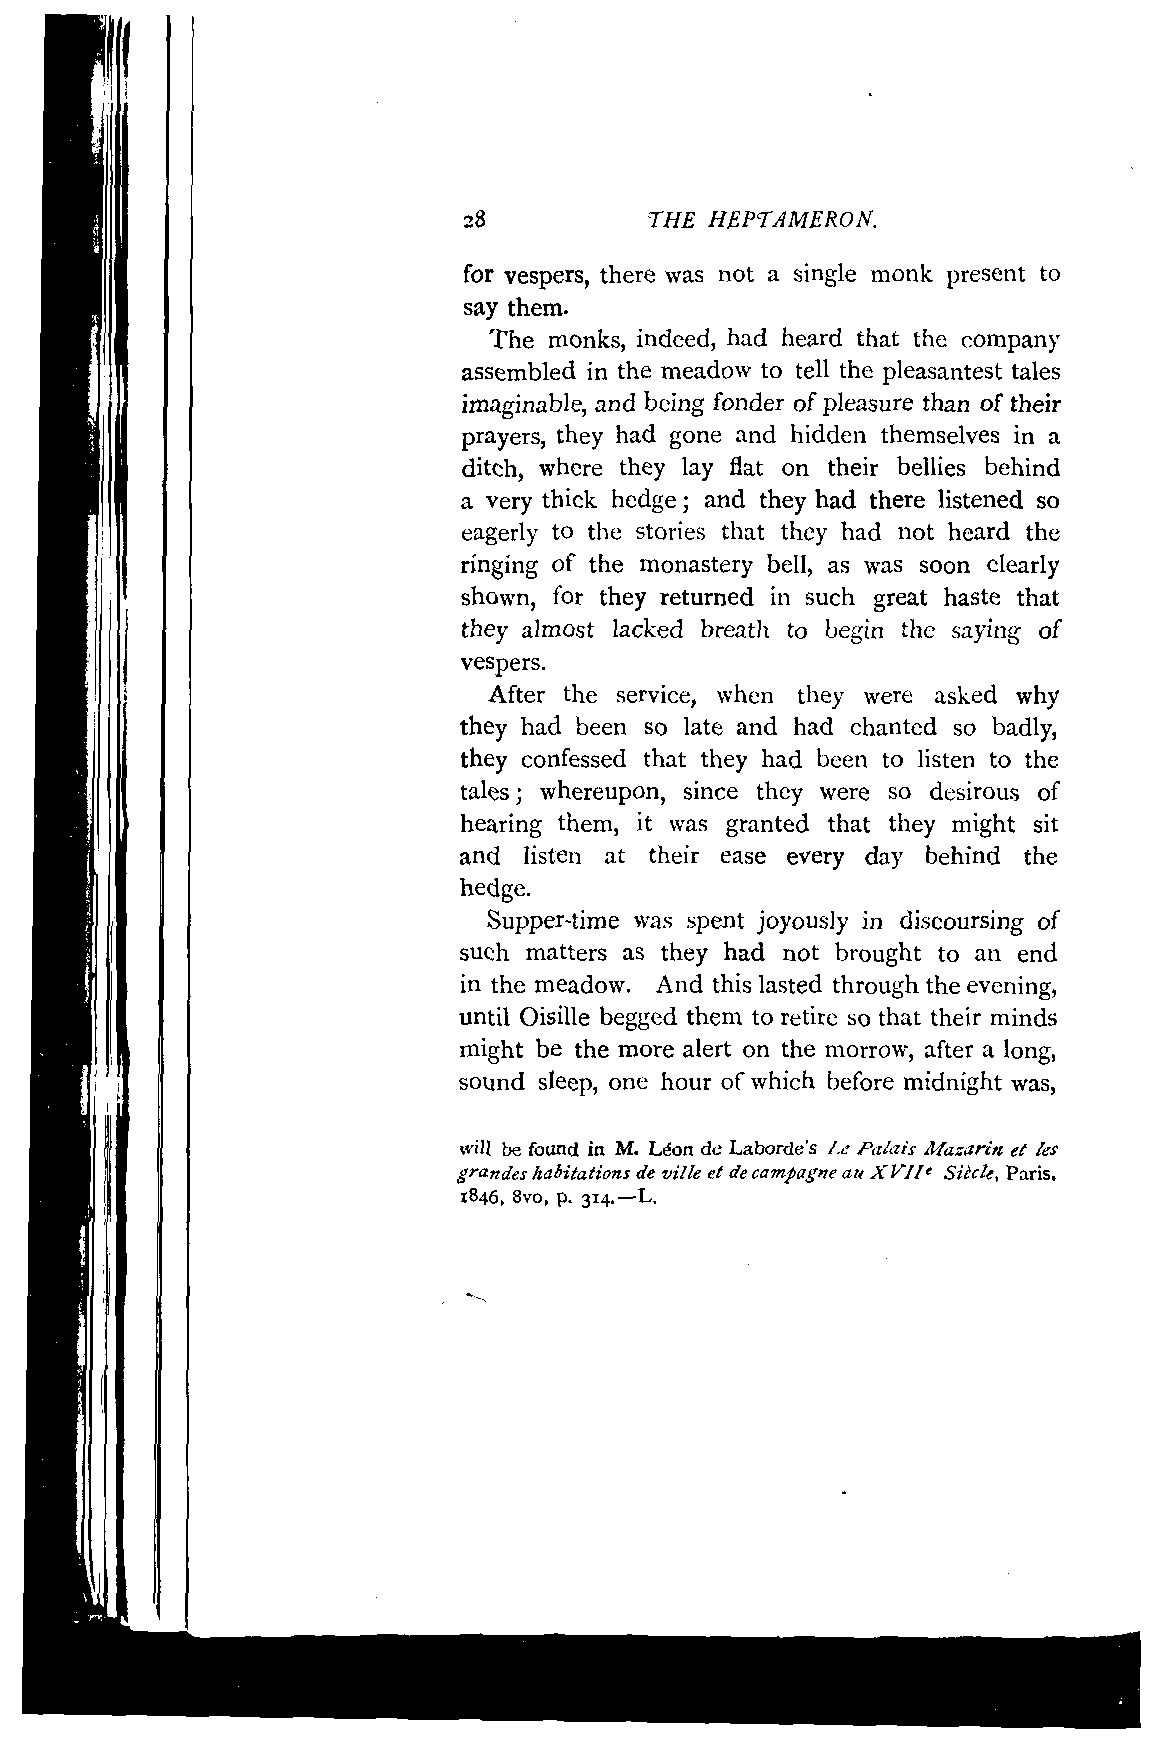 28 THE HEPTAMERON.
for vespers, there was not a single monk present to
say them.
The monks, indeed, had heard that the company
assembled in the meadow to tell the pleasantest tales
imaginable, and being fonder of pleasure than of their
prayers, they had gone and hidden themselves in a
ditch, where they lay flat on their bellies behind
a very thick hedge; and they had there listened so
eagerly to the stories that they had not heard the
ringing of the monastery bell, as was soon clearly
shown, for they returned in such great haste that
they almost lacked breath to begin the saying of
vespers.
After the service, when they were asked why
they had been so late and had chanted so badly,
they confessed that they had been to listen to the
tales; whereupon, since they were so desirous of
hearing them, it was granted that they might sit
and listen at their ease every day behind the
hedge.
Supper-time was spent joyously in discoursing of
such matters as they had not brought to an end
in the meadow. And this lasted through the evening,
until Oisille begged them to retire so that their minds
might be the more alert on the morrow, after a long,
sound sleep, one hour of which before midnight was,
will be found in M. Léon de Laborde's Le Palais Mazarin et les
grandes habitations de ville et de campagne au XVIIe Siècle, Paris,
1846, 8vo, p. 314.—L.